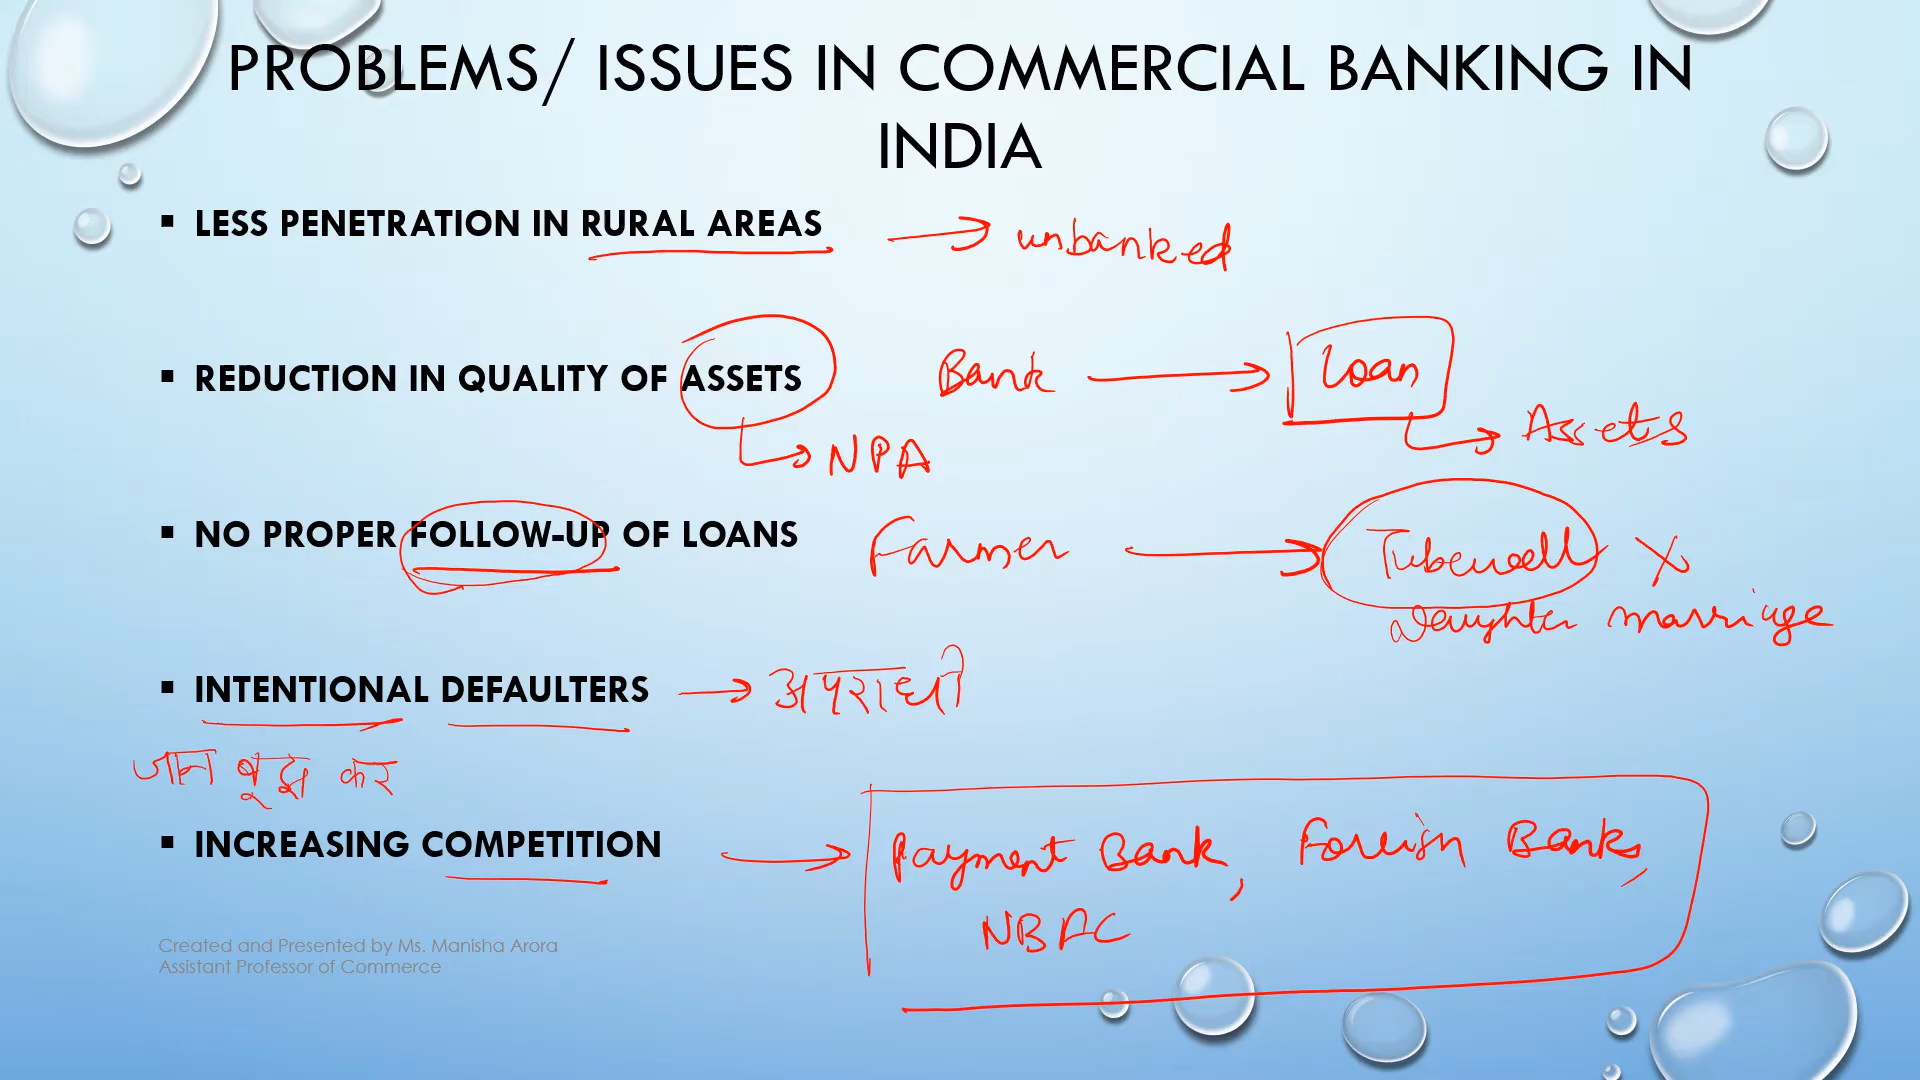 PROBLEMS/ ISSUES IN COMMERCIAL BANKING IN
INDIA
▪ LESS PENETRATION IN RURAL AREAS → unbanked
▪ REDUCTION IN QUALITY OF ASSETS Bank → Loan
→ Assets
→ NPA
▪ NO PROPER FOLLOW-UP OF LOANS Farmer → Tubewell X
Daughter marriage
▪ INTENTIONAL DEFAULTERS → अपराधी
जान बूझ कर
▪ INCREASING COMPETITION → Payment Bank, Foreign Banks,
NBFC
Created and Presented by Ms. Manisha Arora
Assistant Professor of Commerce